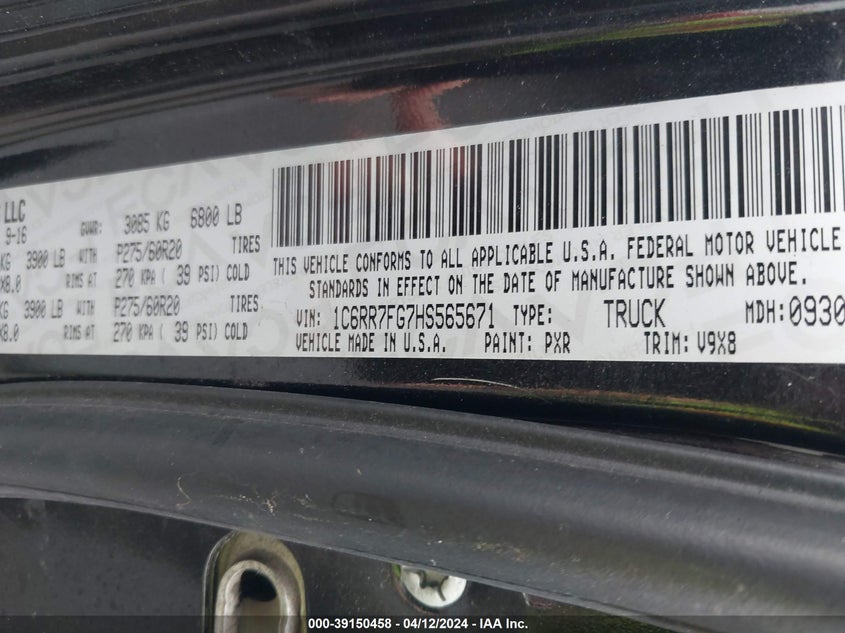 LLC
9-16 GVWR: 3085 KG 6800 LB
KG 3900 LB WITH P275/60R20 TIRES
X8.0 RIMS AT 270 KPA ( 39 PSI) COLD
KG 3900 LB WITH P275/60R20 TIRES
X8.0 RIMS AT 270 KPA ( 39 PSI) COLD
THIS VEHICLE CONFORMS TO ALL APPLICABLE U.S.A. FEDERAL MOTOR VEHICLE
STANDARDS IN EFFECT ON THE DATE OF MANUFACTURE SHOWN ABOVE.
VIN: 1C6RR7FG7HS565671 TYPE: TRUCK MDH:0930
VEHICLE MADE IN U.S.A. PAINT: PXR TRIM: V9X8
000-39150458 - 04/12/2024 - IAA Inc.